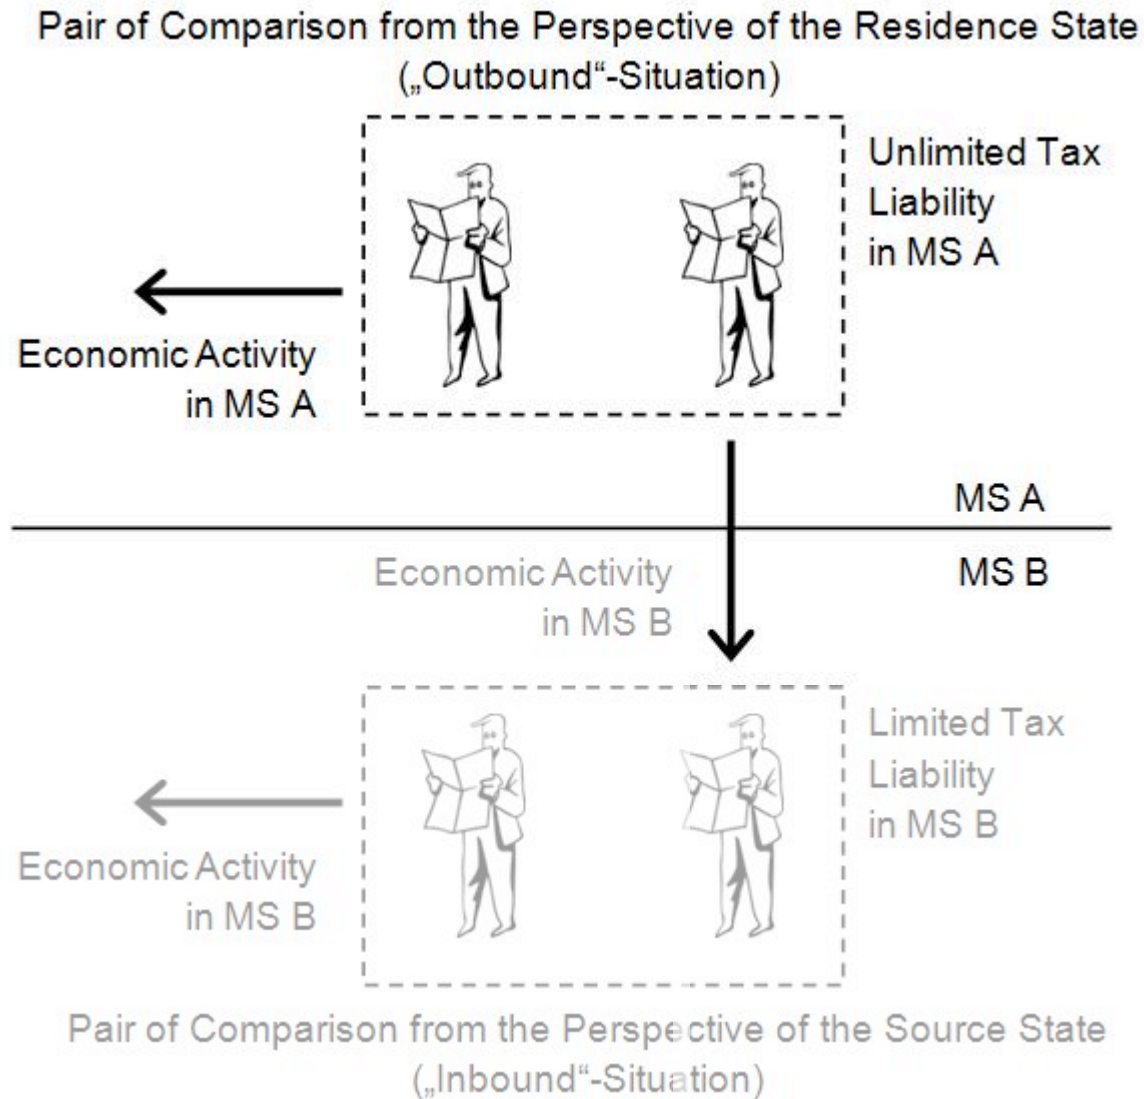 Pair of Comparison from the Perspective of the Residence State
(„Outbound“-Situation)
Unlimited Tax
Liability
in MS A
Economic Activity
in MS A
MS A
MS B
Economic Activity
in MS B
Limited Tax
Liability
in MS B
Economic Activity
in MS B
Pair of Comparison from the Perspective of the Source State
(„Inbound“-Situation)